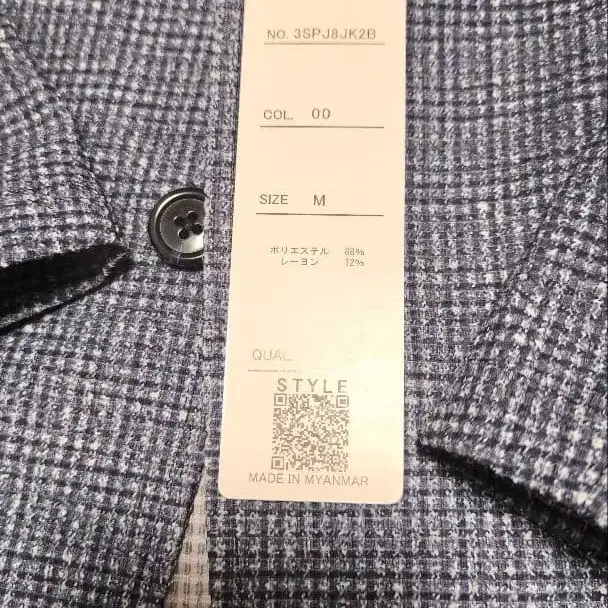 NO. 3SPJ8JK2B
COL. 00
SIZE M
ポリエステル 88%
レーヨン 12%
QUAL.
STYLE
MADE IN MYANMAR